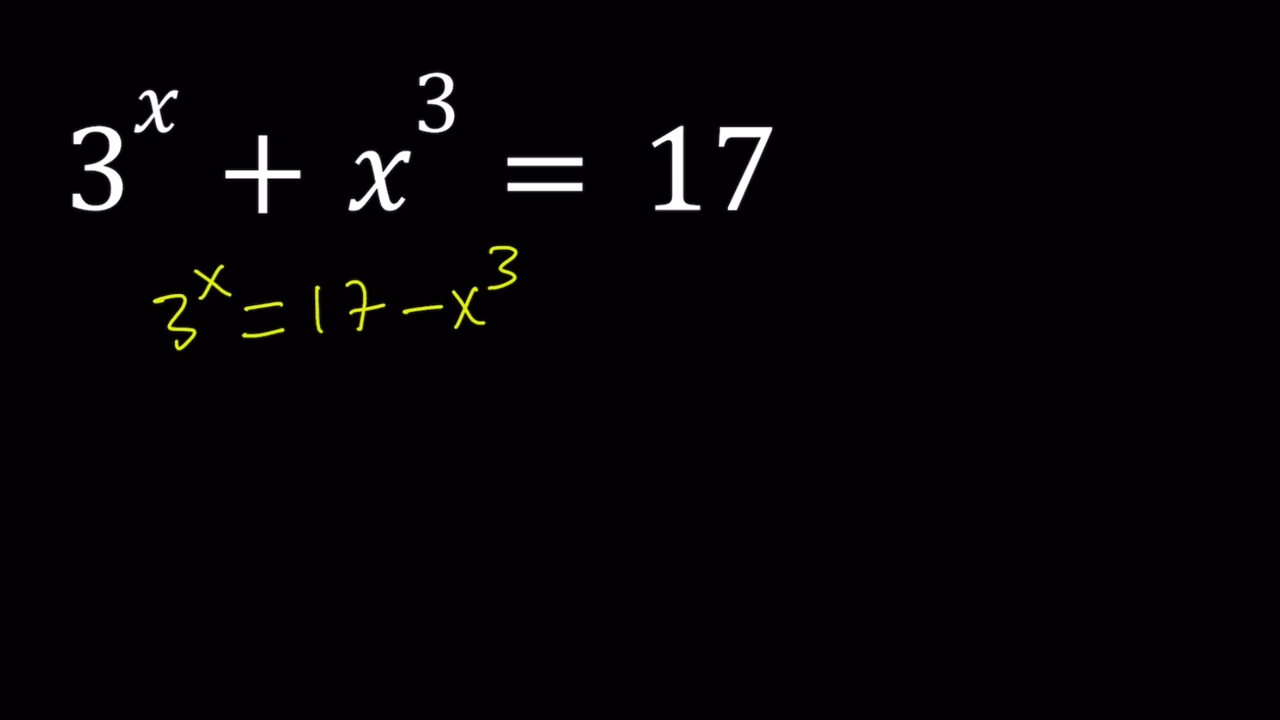 3^x + x^3 = 17
3^x = 17 - x^3